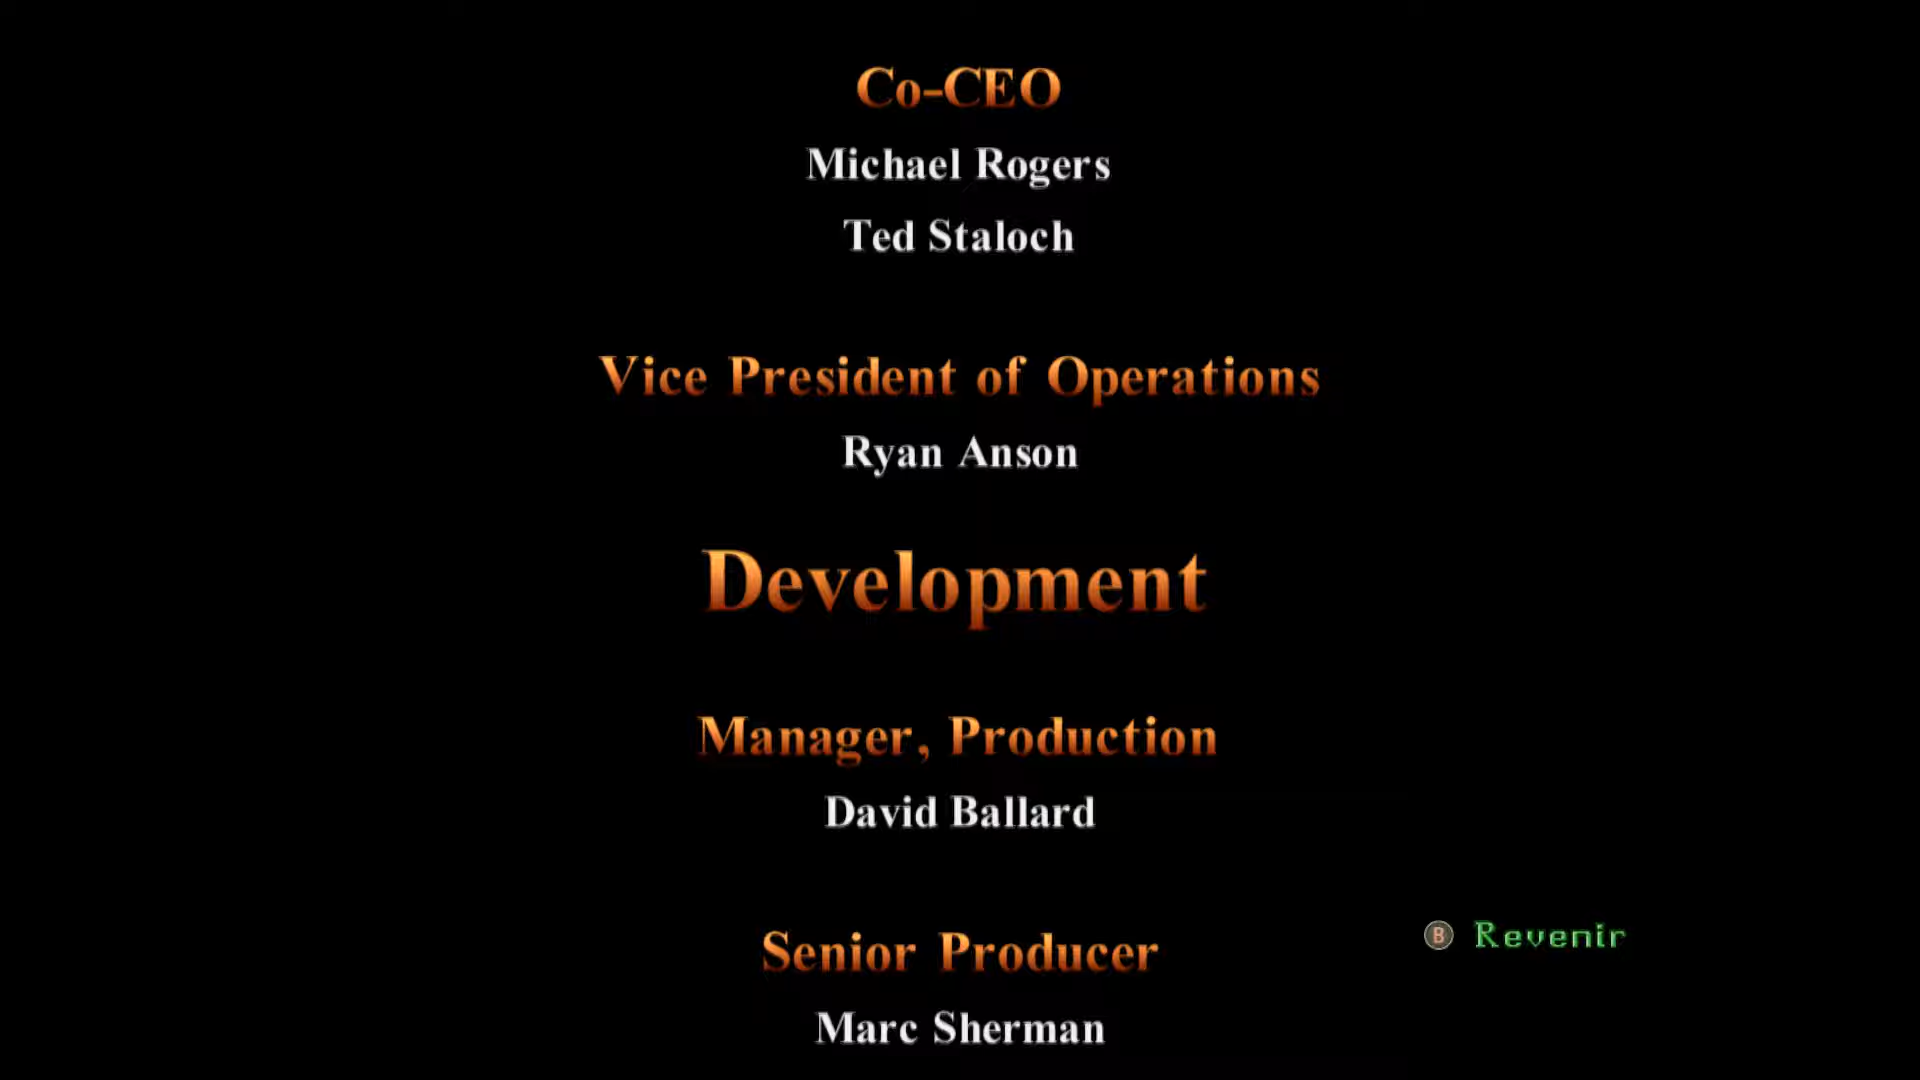 Co-CEO
Michael Rogers
Ted Staloch
Vice President of Operations
Ryan Anson
Development
Manager, Production
David Ballard
Senior Producer
B Revenir
Marc Sherman